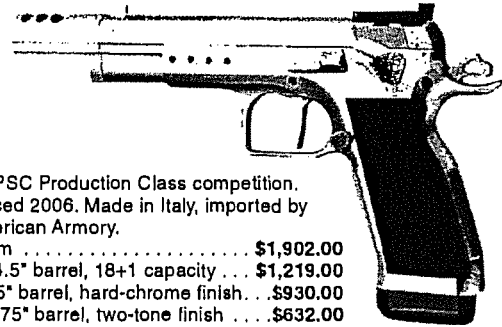 PSC Production Class competition.
ced 2006. Made in Italy, imported by
erican Armory.
m . . . . . . . . . . . . . . . . . . . . . $1,902.00
4.5" barrel, 18+1 capacity . . . $1,219.00
5" barrel, hard-chrome finish. . .$930.00
75" barrel, two-tone finish . . . .$632.00